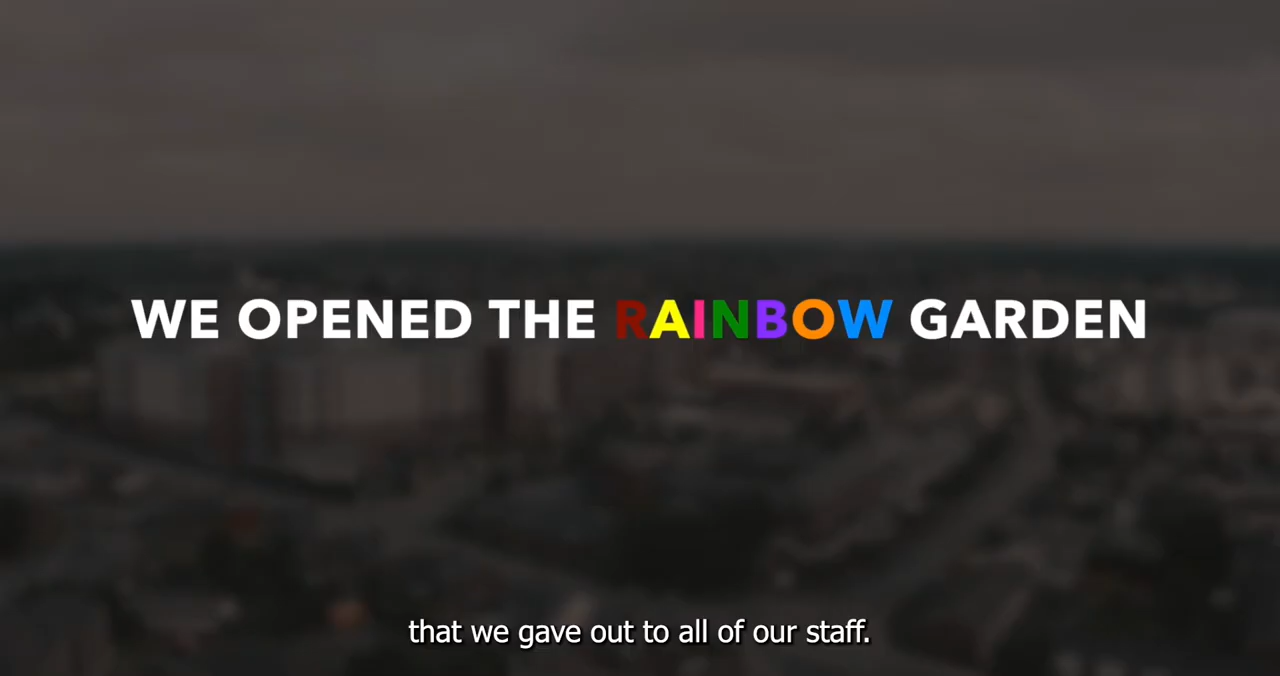 WE OPENED THE RAINBOW GARDEN
that we gave out to all of our staff.